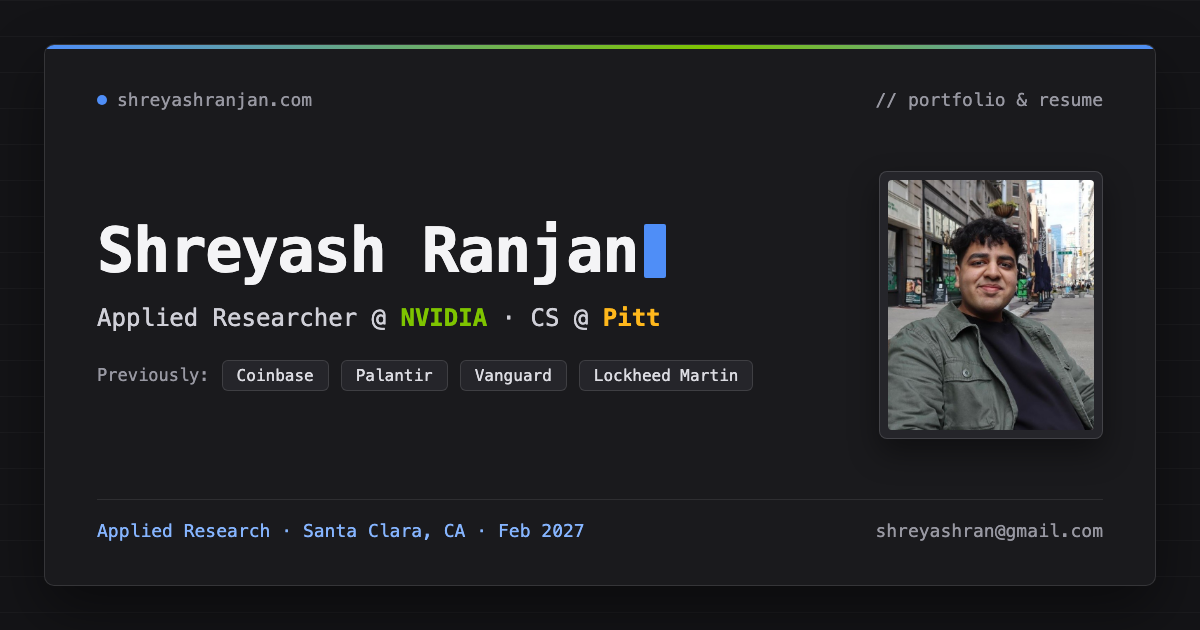 shreyashranjan.com
// portfolio & resume
Shreyash Ranjan
Applied Researcher @ NVIDIA · CS @ Pitt
Previously: Coinbase Palantir Vanguard Lockheed Martin
Applied Research · Santa Clara, CA · Feb 2027
shreyashran@gmail.com